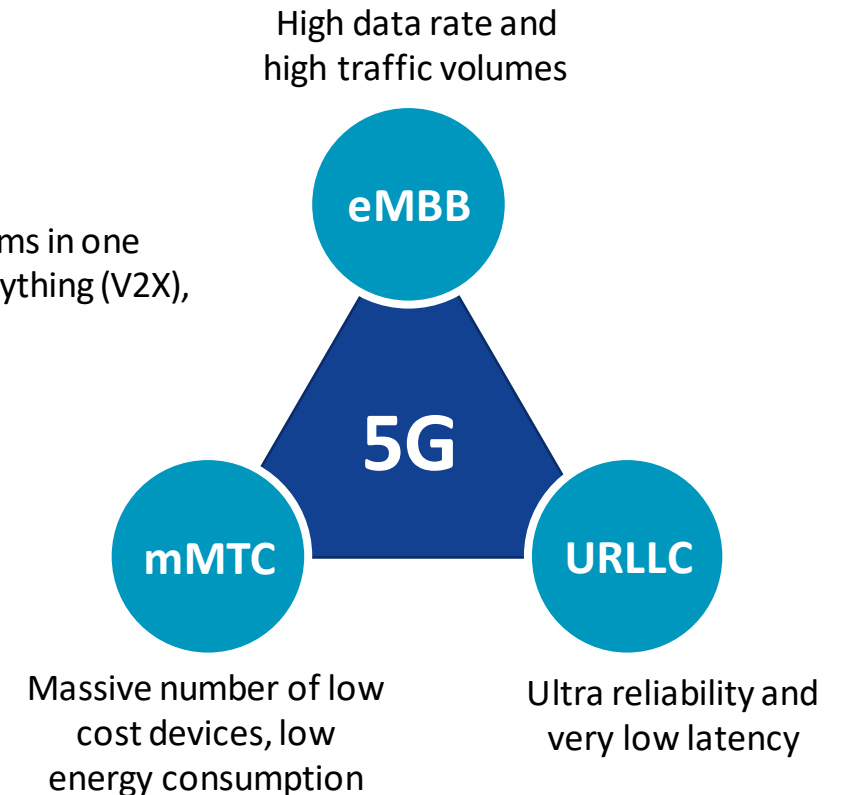 High data rate and
high traffic volumes
eMBB
ms in one
ything (V2X),
5G
mMTC
URLLC
Massive number of low
cost devices, low
energy consumption
Ultra reliability and
very low latency